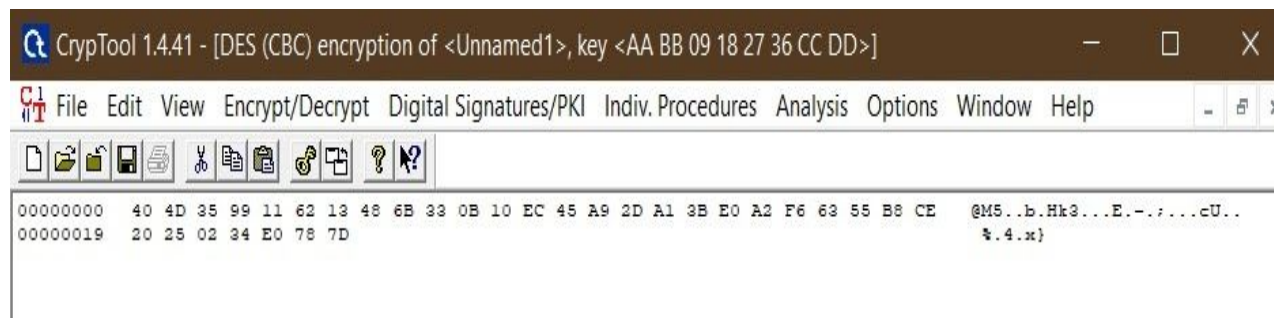 CrypTool 1.4.41 - [DES (CBC) encryption of <Unnamed1>, key <AA BB 09 18 27 36 CC DD>]
File Edit View Encrypt/Decrypt Digital Signatures/PKI Indiv. Procedures Analysis Options Window Help
00000000 40 4D 35 99 11 62 13 48 6B 33 0B 10 EC 45 A9 2D A1 3B E0 A2 F6 63 55 B8 CE @M5..b.Hk3...E.-.;...cU..
00000019 20 25 02 34 E0 78 7D %.4.x}